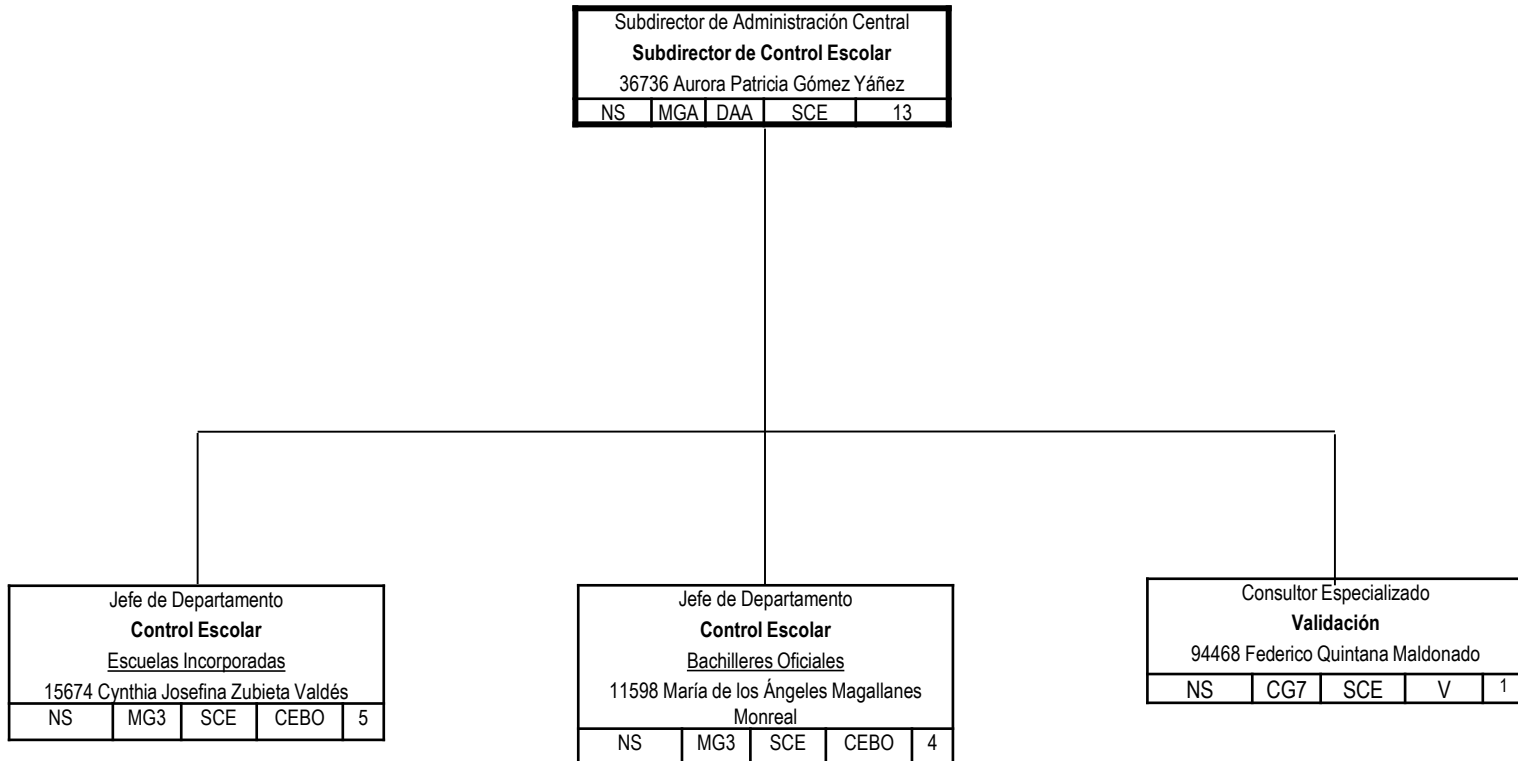 Subdirector de Administración Central
Subdirector de Control Escolar
36736 Aurora Patricia Gómez Yáñez
NS MGA DAA SCE 13
Jefe de Departamento
Control Escolar
Escuelas Incorporadas
15674 Cynthia Josefina Zubieta Valdés
NS MG3 SCE CEBO 5
Jefe de Departamento
Control Escolar
Bachilleres Oficiales
11598 María de los Ángeles Magallanes
Monreal
NS MG3 SCE CEBO 4
Consultor Especializado
Validación
94468 Federico Quintana Maldonado
NS CG7 SCE V 1